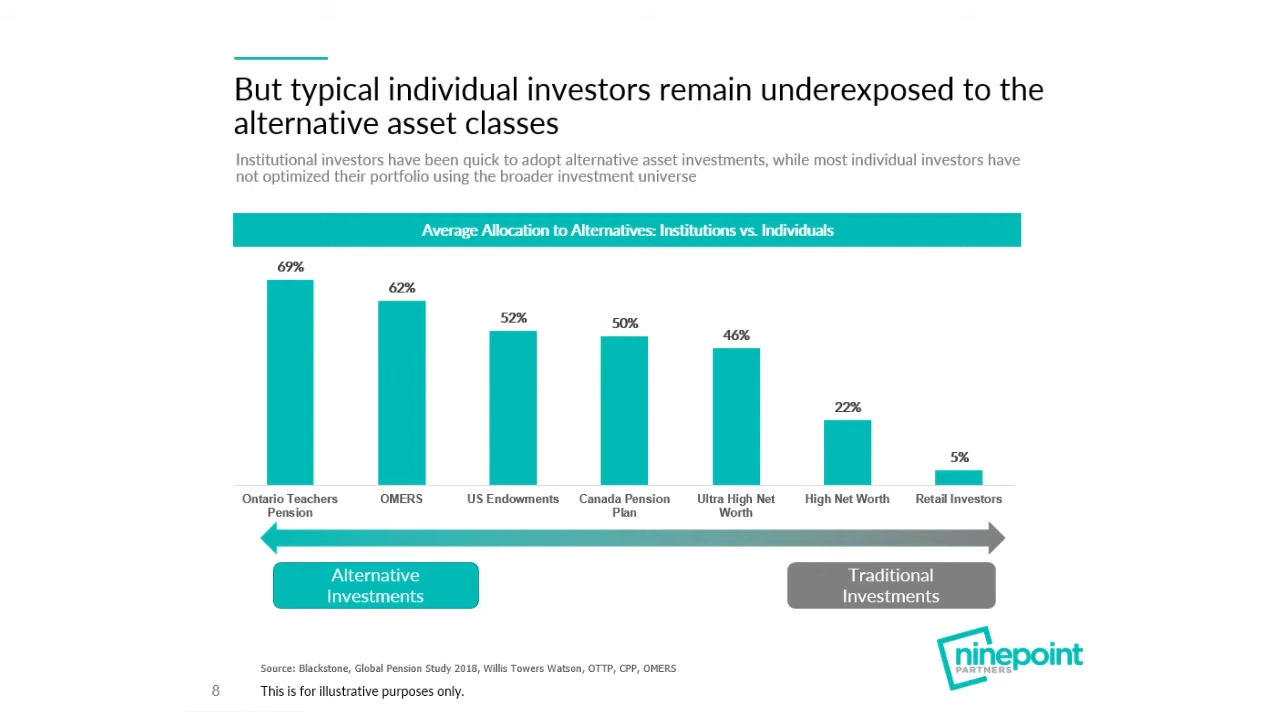 But typical individual investors remain underexposed to the
alternative asset classes
Institutional investors have been quick to adopt alternative asset investments, while most individual investors have
not optimized their portfolio using the broader investment universe
Average Allocation to Alternatives: Institutions vs. Individuals
69%
62%
52%
50%
46%
22%
5%
Ontario Teachers
Pension
OMERS
US Endowments
Canada Pension
Plan
Ultra High Net
Worth
High Net Worth
Retail Investors
Alternative
Investments
Traditional
Investments
ninepoint
PARTNERS
Source: Blackstone, Global Pension Study 2018, Willis Towers Watson, OTTP, CPP, OMERS
8
This is for illustrative purposes only.